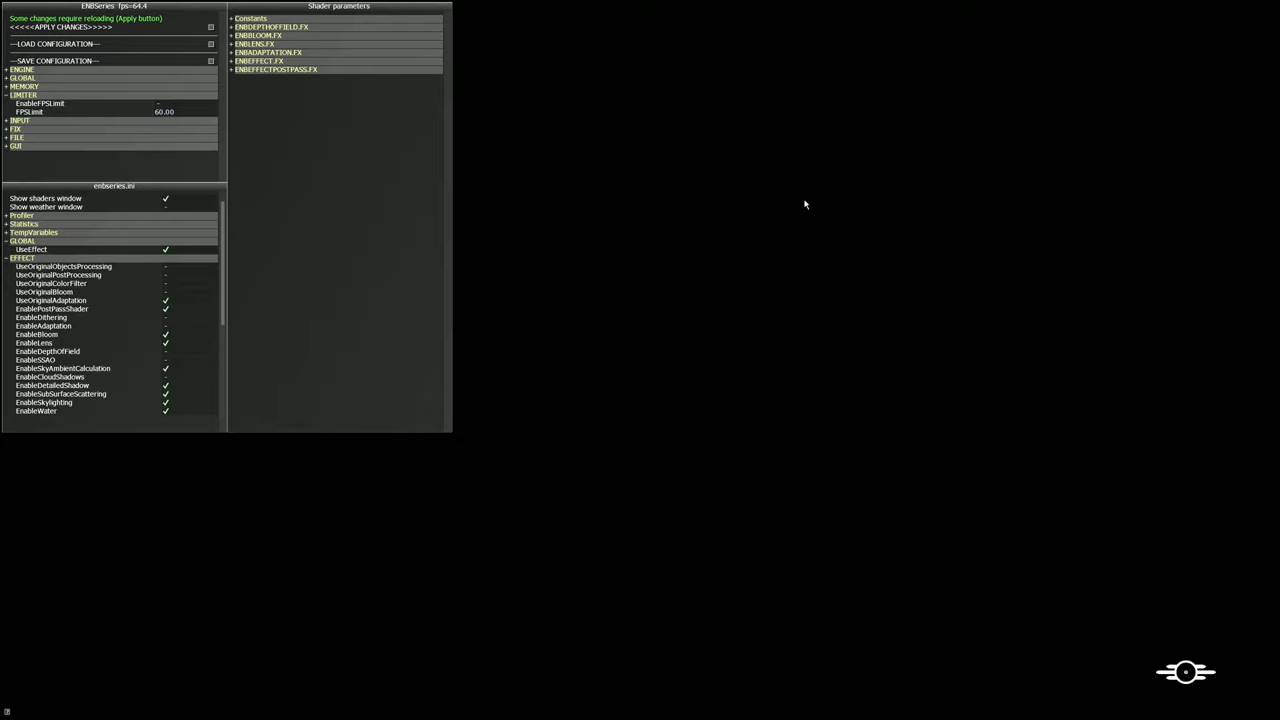 ENBSeries fps=64.4
Some changes require reloading (Apply button)
<<<<<APPLY CHANGES>>>>>
---LOAD CONFIGURATION---
---SAVE CONFIGURATION---
+ ENGINE
+ GLOBAL
+ MEMORY
- LIMITER
EnableFPSLimit -
FPSLimit 60.00
+ INPUT
+ FIX
+ FILE
+ GUI
enbseries.ini
Show shaders window
Show weather window -
+ Profiler
+ Statistics
+ TempVariables
- GLOBAL
UseEffect
- EFFECT
UseOriginalObjectsProcessing -
UseOriginalPostProcessing -
UseOriginalColorFilter -
UseOriginalBloom -
UseOriginalAdaptation
EnablePostPassShader
EnableDithering -
EnableAdaptation -
EnableBloom
EnableLens
EnableDepthOfField -
EnableSSAO -
EnableSkyAmbientCalculation
EnableCloudShadows -
EnableDetailedShadow
EnableSubSurfaceScattering
EnableSkylighting
EnableWater
Shader parameters
+ Constants
+ ENBDEPTHOFFIELD.FX
+ ENBBLOOM.FX
+ ENBLENS.FX
+ ENBADAPTATION.FX
+ ENBEFFECT.FX
+ ENBEFFECTPOSTPASS.FX